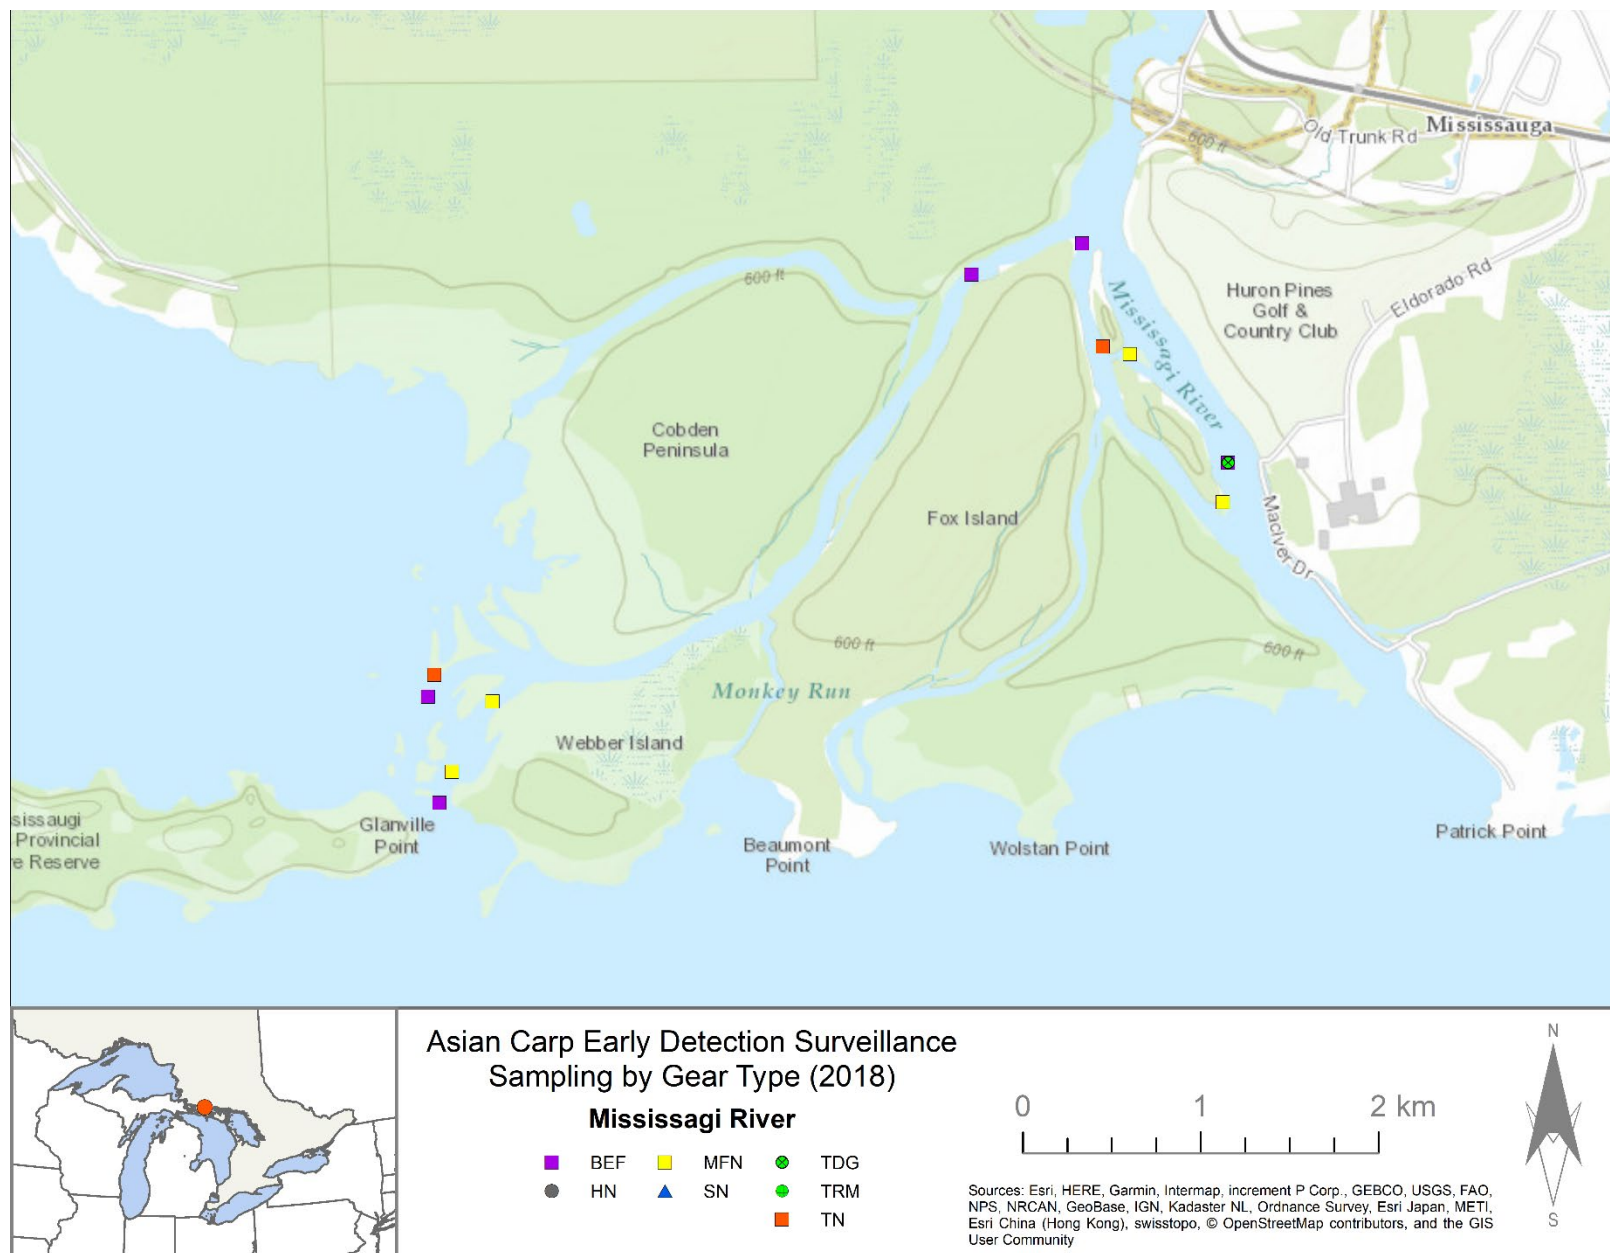 Old Trunk Rd
Mississauga
600 ft
600 ft
Huron Pines
Golf &
Country Club
Eldorado Rd
Mississagi River
Cobden
Peninsula
Fox Island
MacIver Dr
600 ft
600 ft
Monkey Run
Webber Island
Glanville
Point
sissaugi
Provincial
e Reserve
Beaumont
Point
Wolstan Point
Patrick Point
Asian Carp Early Detection Surveillance
Sampling by Gear Type (2018)
Mississagi River
BEF MFN TDG
HN SN TRM
TN
0 1 2 km
N
S
Sources: Esri, HERE, Garmin, Intermap, increment P Corp., GEBCO, USGS, FAO,
NPS, NRCAN, GeoBase, IGN, Kadaster NL, Ordnance Survey, Esri Japan, METI,
Esri China (Hong Kong), swisstopo, © OpenStreetMap contributors, and the GIS
User Community